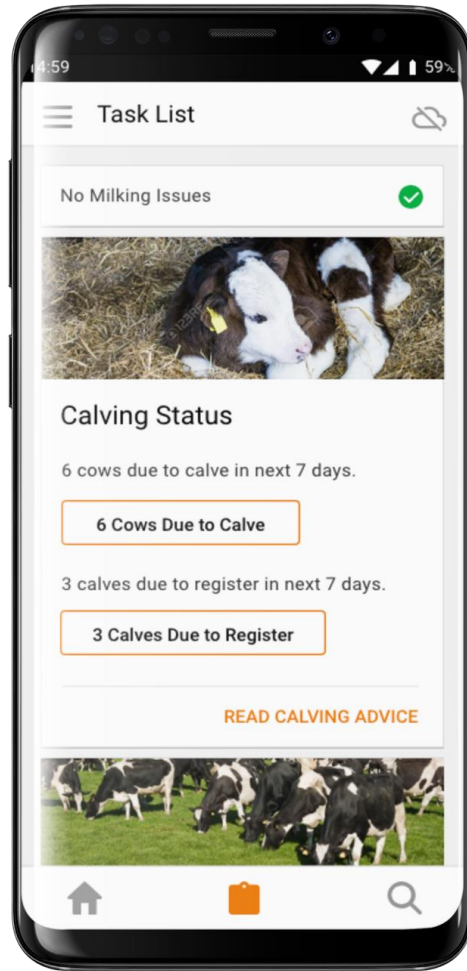 4:59
59%
Task List
No Milking Issues
Calving Status
6 cows due to calve in next 7 days.
6 Cows Due to Calve
3 calves due to register in next 7 days.
3 Calves Due to Register
READ CALVING ADVICE